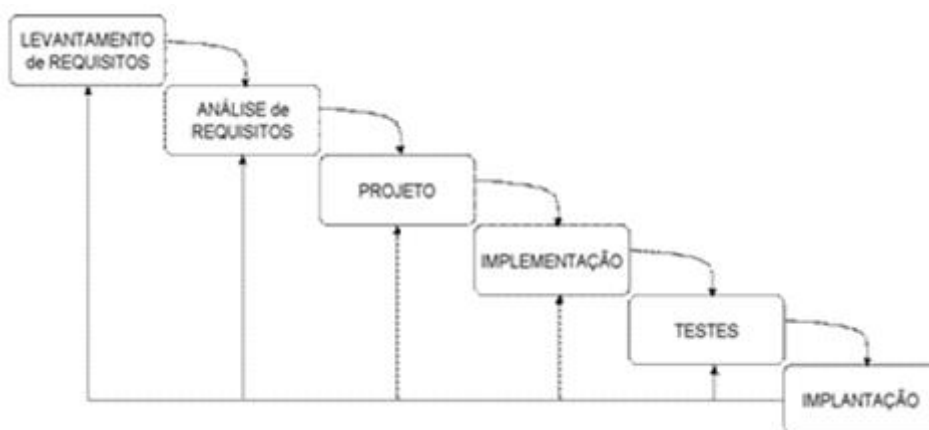 LEVANTAMENTO
de REQUISITOS
ANÁLISE de
REQUISITOS
PROJETO
IMPLEMENTAÇÃO
TESTES
IMPLANTAÇÃO